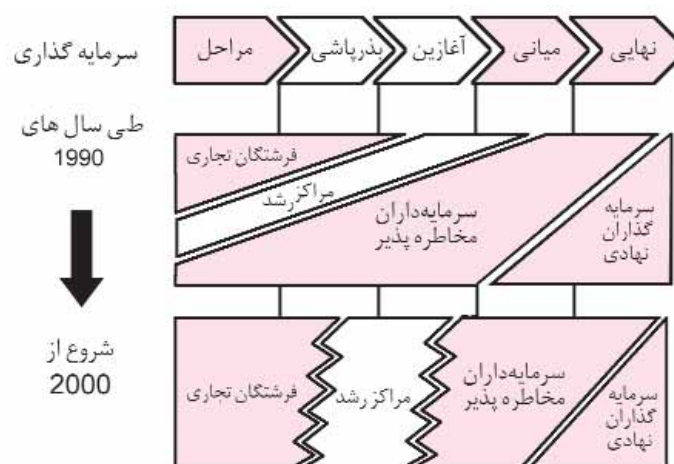 سرمایه گذاری
مراحل
بذرپاشی
آغازین
میانی
نهایی
طی سال های
1990
فرشتگان تجاری
مراکز رشد
سرمایه‌داران
مخاطره پذیر
سرمایه
گذاران
نهادی
شروع از
2000
فرشتگان تجاری
مراکز رشد
سرمایه‌داران
مخاطره پذیر
سرمایه
گذاران
نهادی